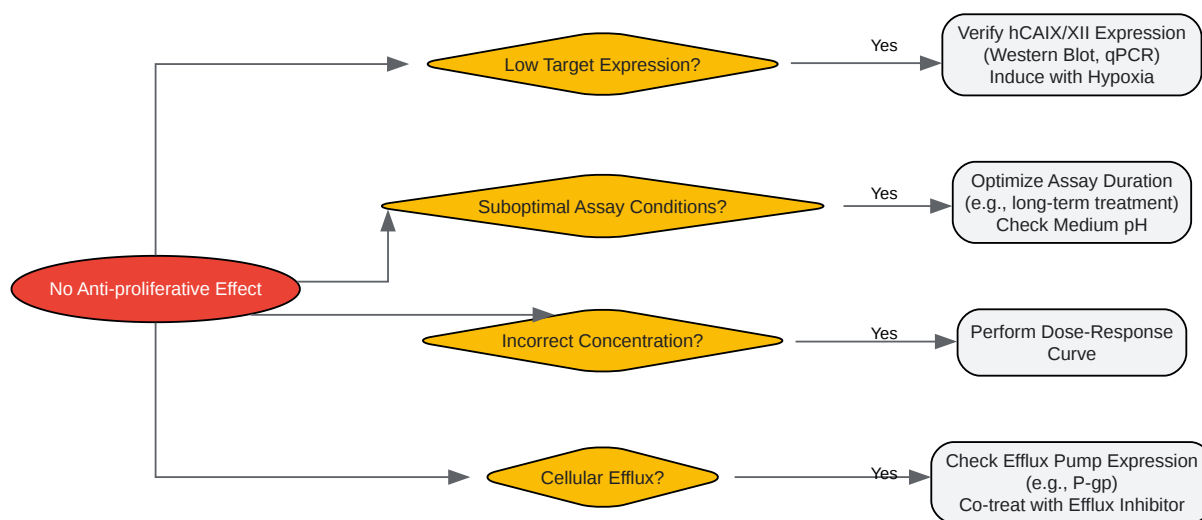 Low Target Expression?
Yes
Verify hCAIX/XII Expression
(Western Blot, qPCR)
Induce with Hypoxia
Suboptimal Assay Conditions?
Yes
Optimize Assay Duration
(e.g., long-term treatment)
Check Medium pH
No Anti-proliferative Effect
Incorrect Concentration?
Yes
Perform Dose-Response
Curve
Cellular Efflux?
Yes
Check Efflux Pump Expression
(e.g., P-gp)
Co-treat with Efflux Inhibitor